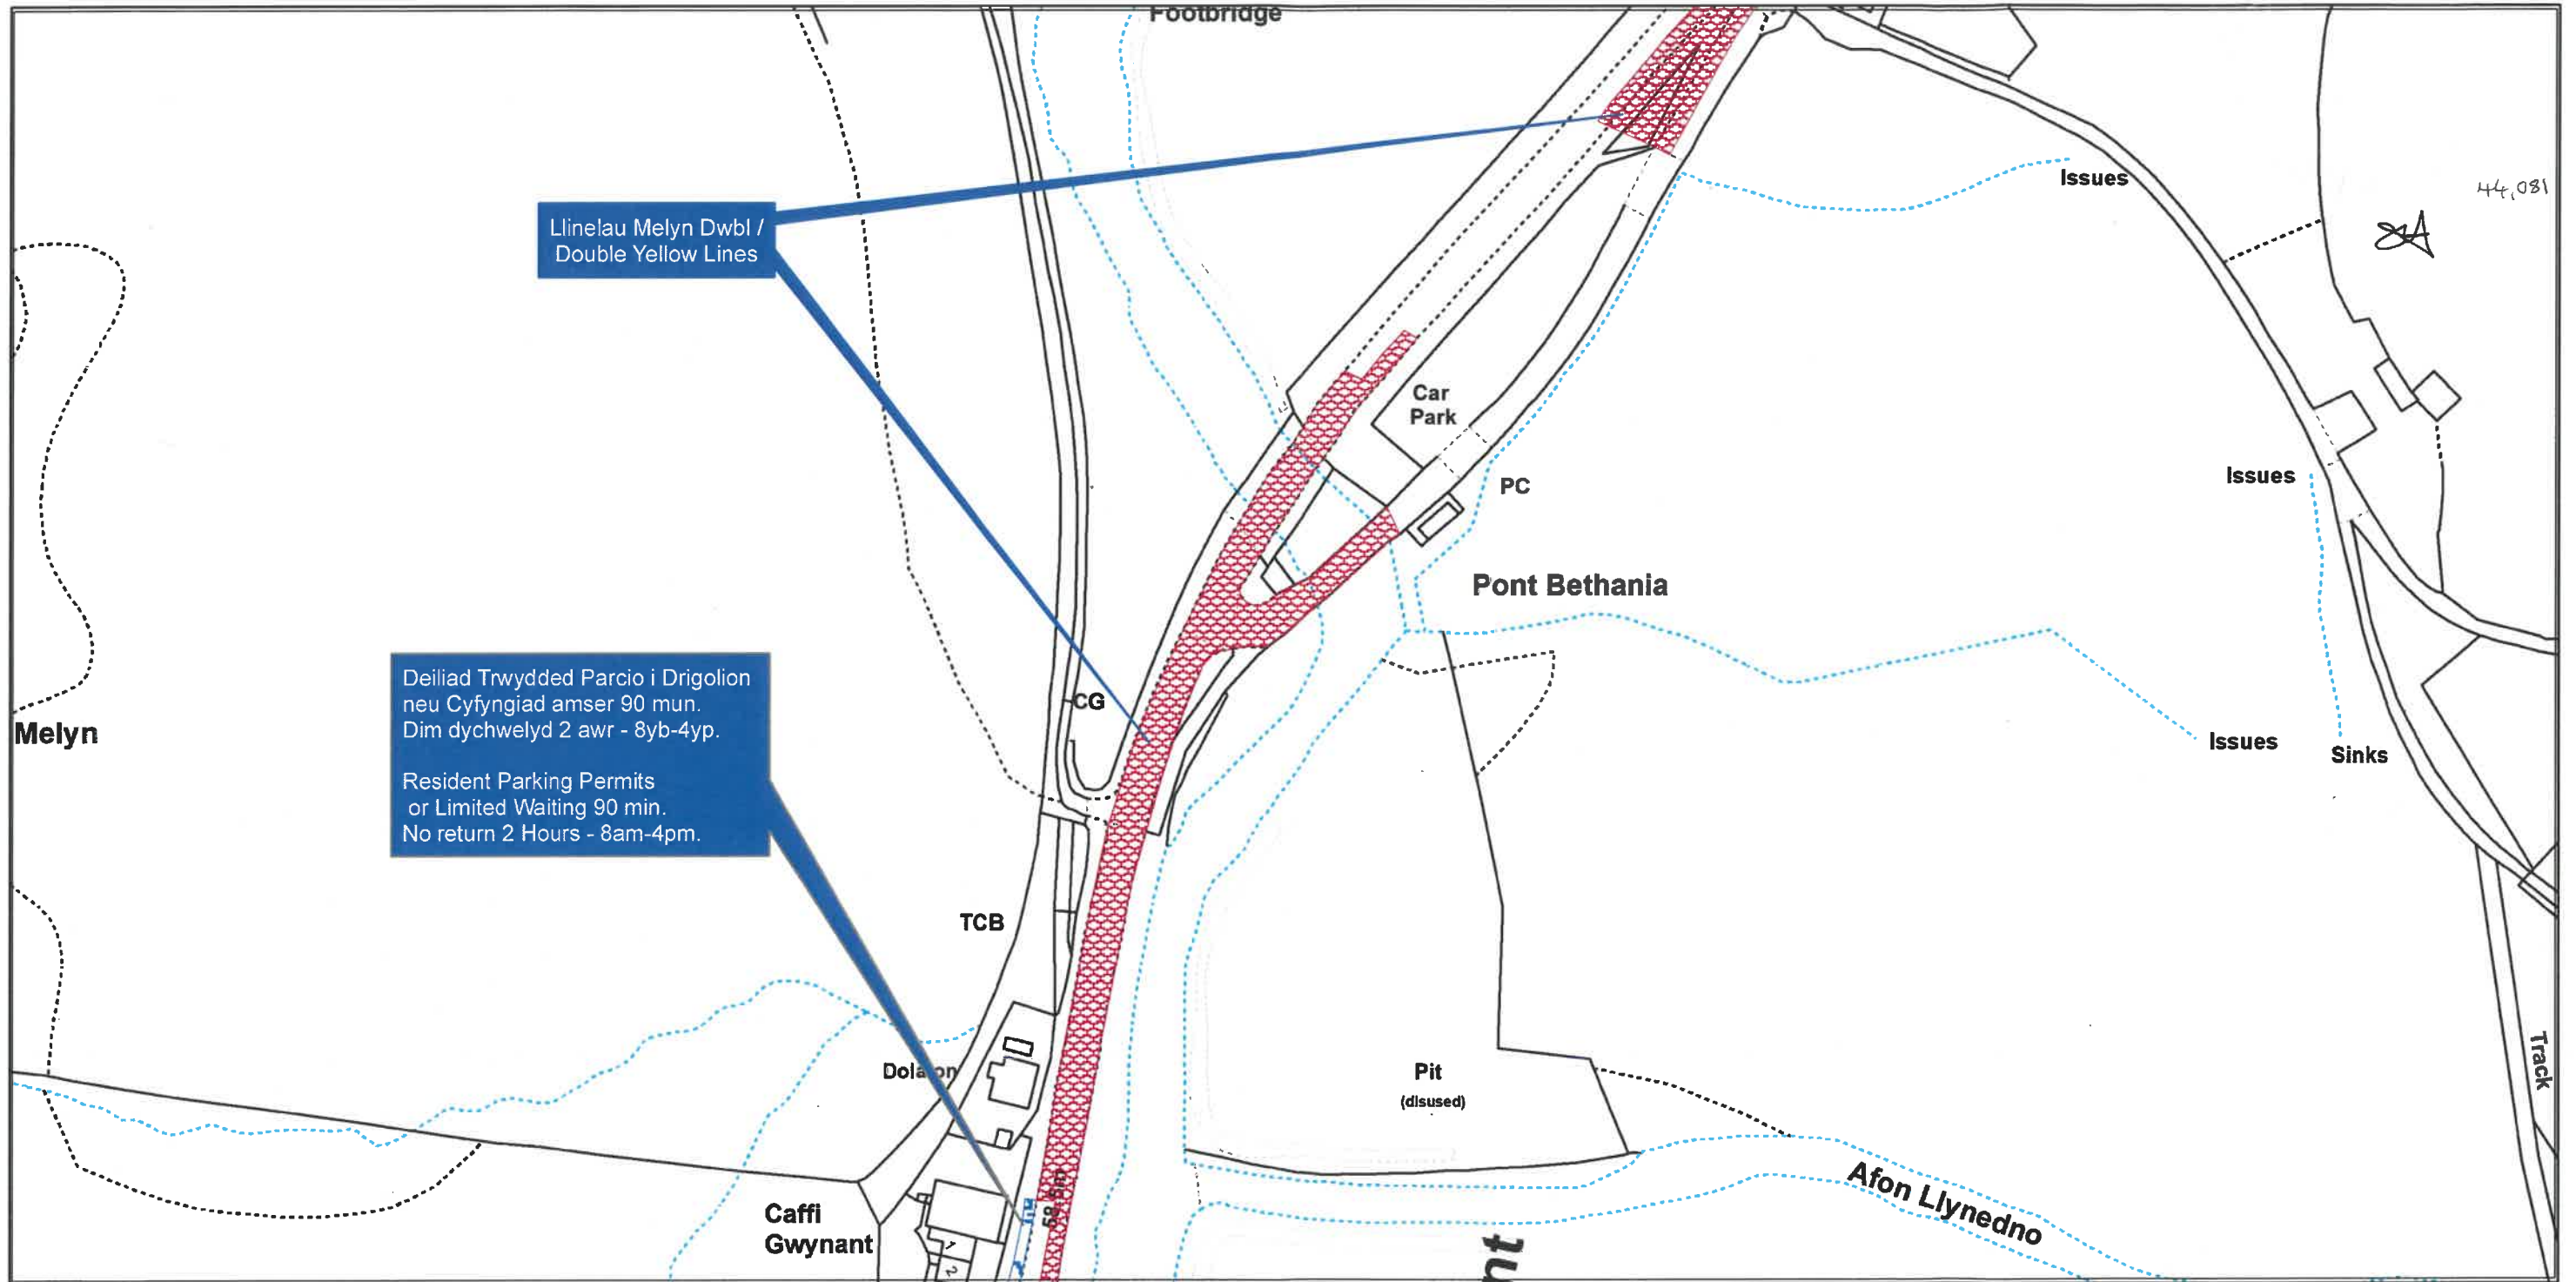 Footbridge
Issues
44,081
Llinelau Melyn Dwbl /
Double Yellow Lines
Car
Park
Issues
PC
Pont Bethania
Deiliad Trwydded Parcio i Drigolion
neu Cyfyngiad amser 90 mun.
Dim dychwelyd 2 awr - 8yb-4yp.
Resident Parking Permits
or Limited Waiting 90 min.
No return 2 Hours - 8am-4pm.
CG
Melyn
Issues
Sinks
TCB
Pit
(disused)
Track
Afon Llynedno
Caffi
Gwynant
1
2
nt